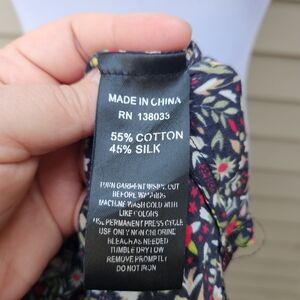 MADE IN CHINA
RN 138033
55% COTTON
45% SILK
TURN GARMENT INSIDE OUT
BEFORE WASHING
MACHINE WASH COLD WITH
LIKE COLORS
USE PERMANENT PRESS CYCLE
USE ONLY NON CHLORINE
BLEACH AS NEEDED
TUMBLE DRY LOW
REMOVE PROMPTLY
DO NOT IRON